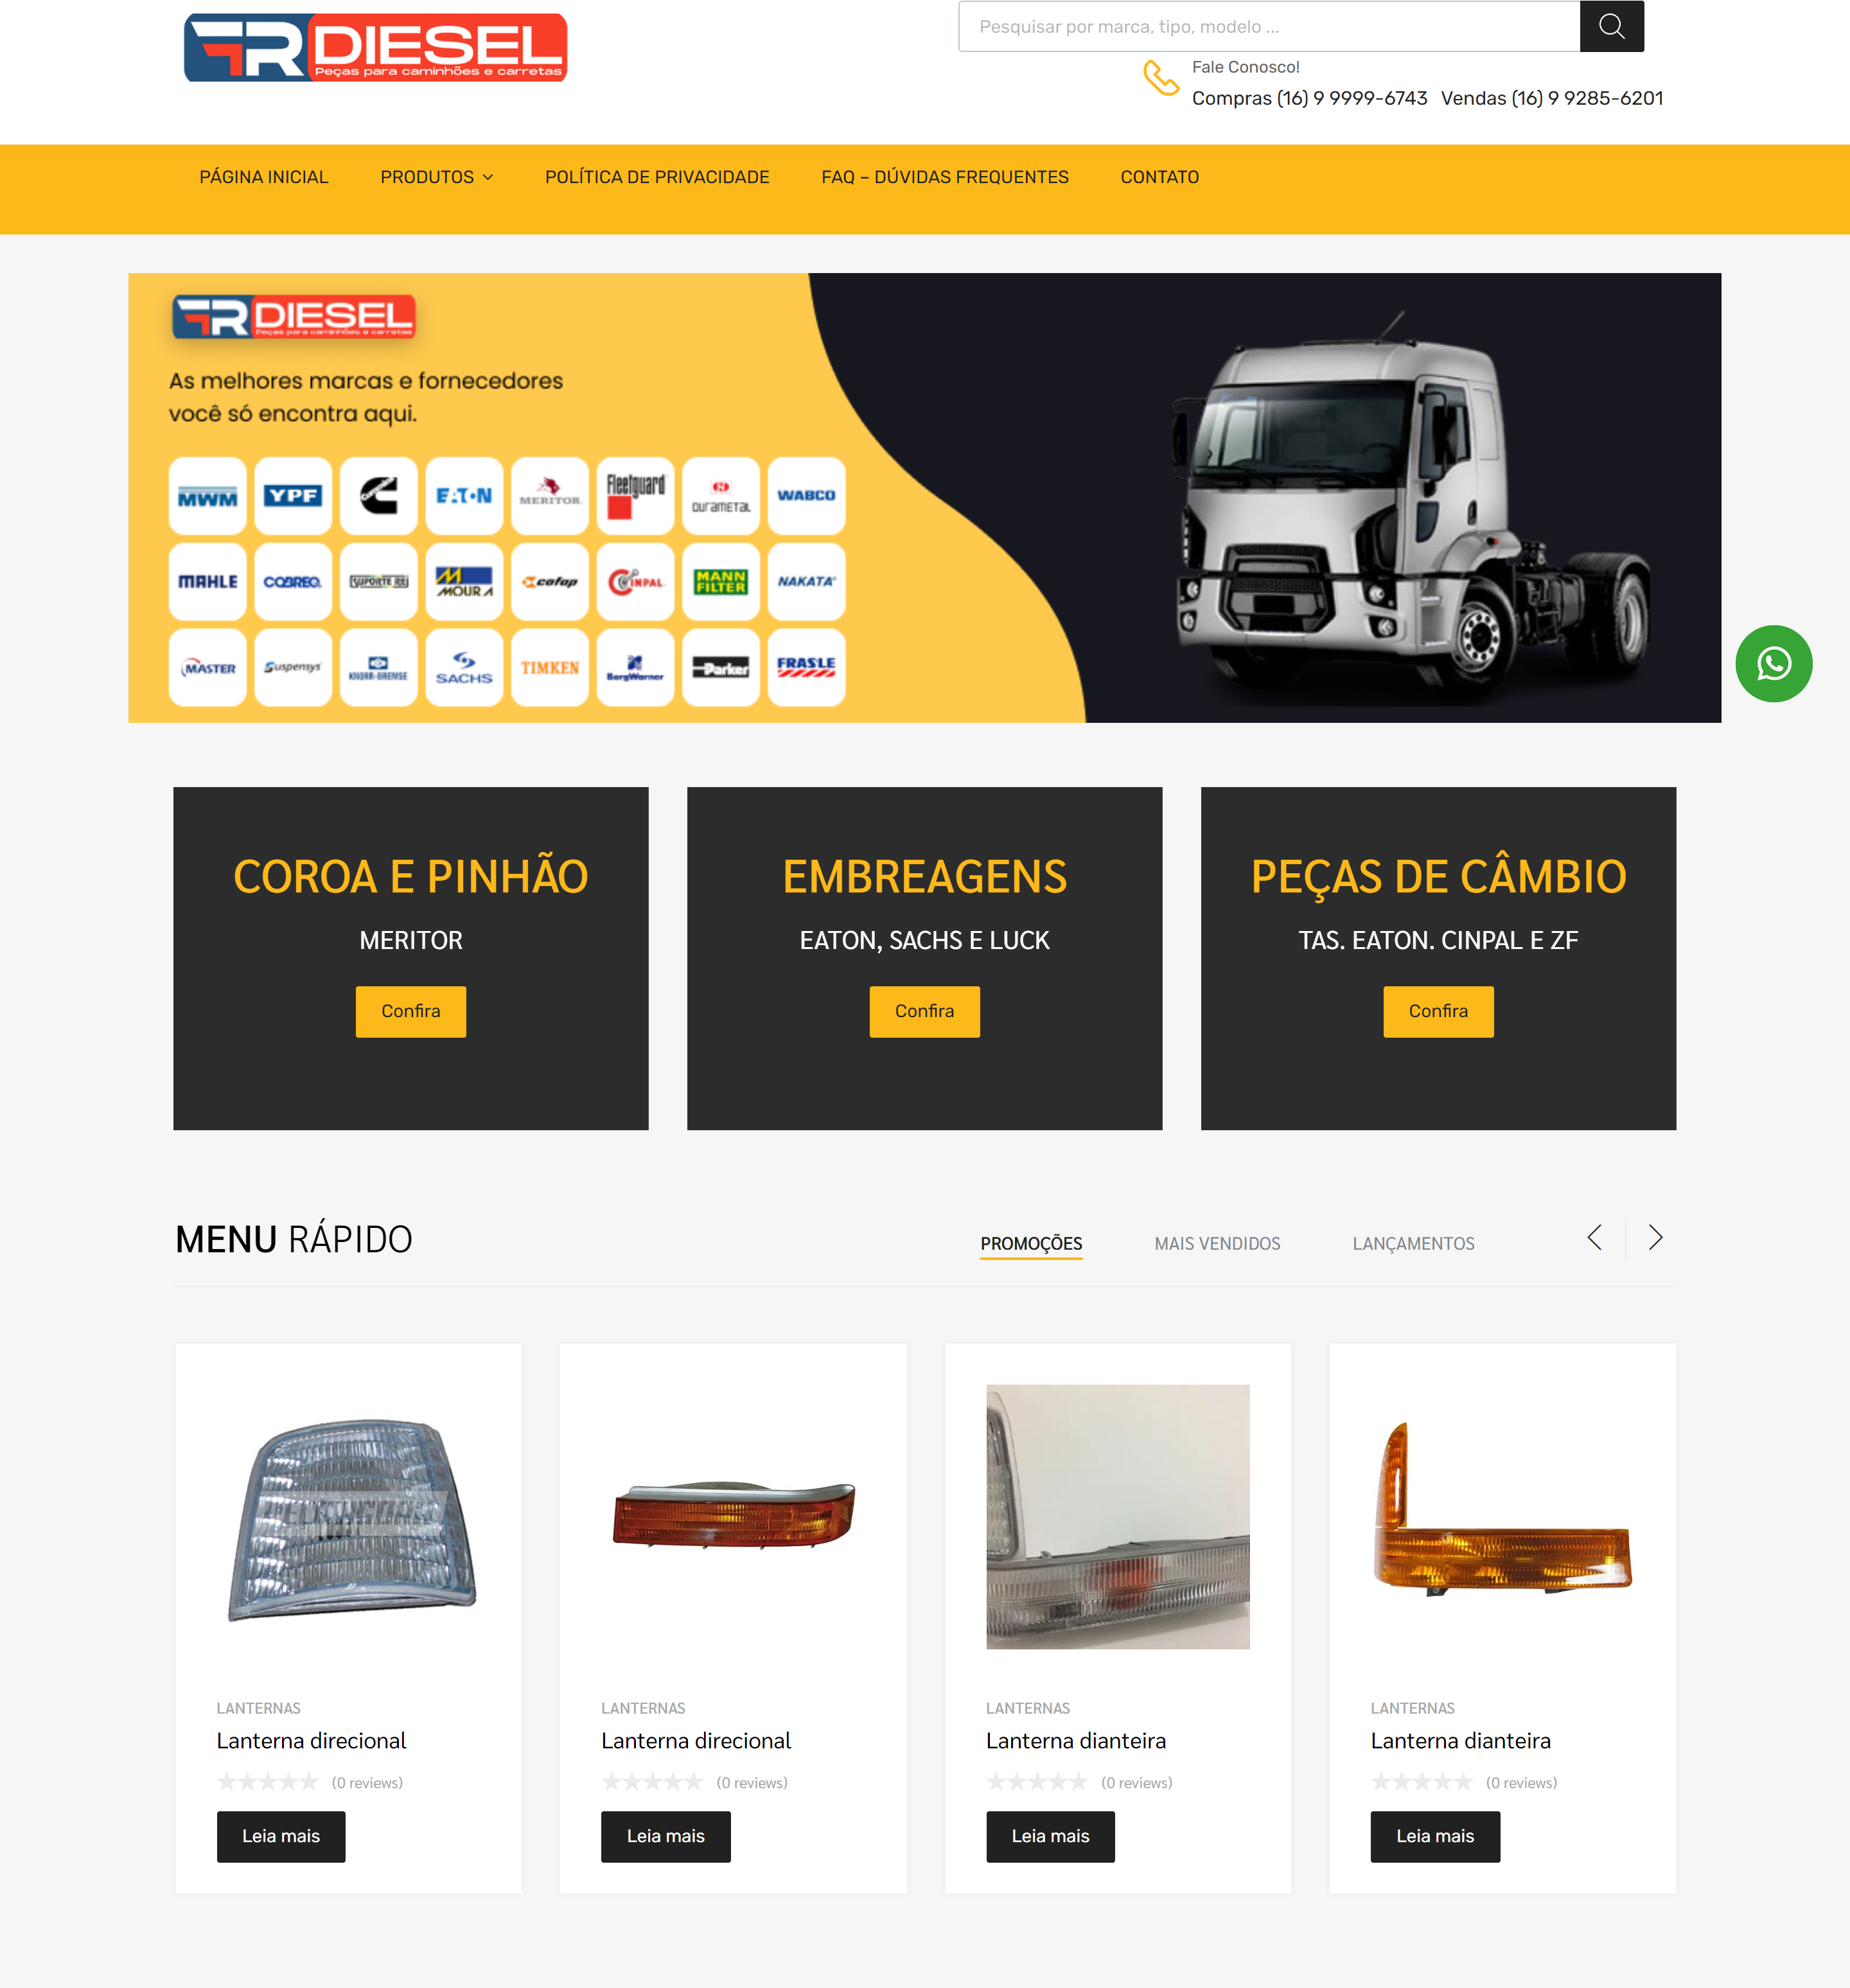 FR DIESEL
Peças para caminhões e carretas
Pesquisar por marca, tipo, modelo ...
Fale Conosco!
Compras (16) 9 9999-6743 Vendas (16) 9 9285-6201
PÁGINA INICIAL PRODUTOS POLÍTICA DE PRIVACIDADE FAQ – DÚVIDAS FREQUENTES CONTATO
FR DIESEL
Peças para caminhões e carretas
As melhores marcas e fornecedores
você só encontra aqui.
MWM YPF Cummins EATON MERITOR Fleetguard DURAMETAL WABCO
MAHLE COBREQ SUPORTE REI MOURA cofap CINPAL MANN FILTER NAKATA
MASTER Suspensys KNORR-BREMSE SACHS TIMKEN BorgWarner Parker FRASLE
COROA E PINHÃO
MERITOR
Confira
EMBREAGENS
EATON, SACHS E LUCK
Confira
PEÇAS DE CÂMBIO
TAS. EATON. CINPAL E ZF
Confira
MENU RÁPIDO
PROMOÇÕES MAIS VENDIDOS LANÇAMENTOS
LANTERNAS
Lanterna direcional
(0 reviews)
Leia mais
LANTERNAS
Lanterna direcional
(0 reviews)
Leia mais
LANTERNAS
Lanterna dianteira
(0 reviews)
Leia mais
LANTERNAS
Lanterna dianteira
(0 reviews)
Leia mais